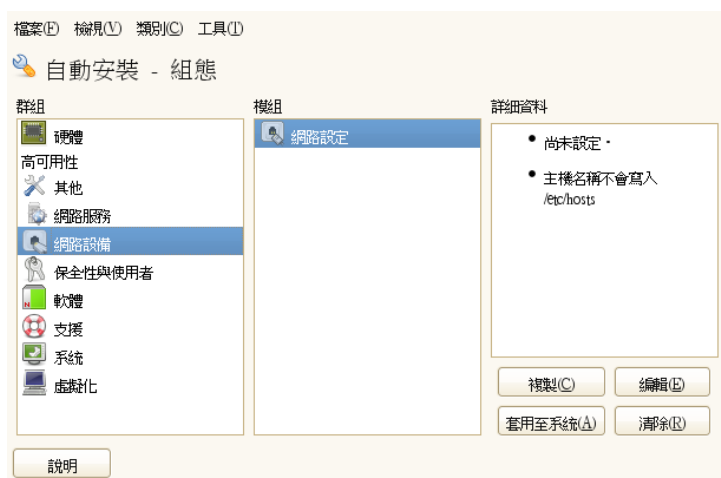 檔案(F) 檢視(V) 類別(C) 工具(T)
自動安裝 - 組態
群組
硬體
高可用性
其他
網路服務
網路設備
保全性與使用者
軟體
支援
系統
虛擬化
模組
網路設定
詳細資料
尚未設定。
主機名稱不會寫入
/etc/hosts
複製(C) 編輯(E)
套用至系統(A) 清除(R)
說明